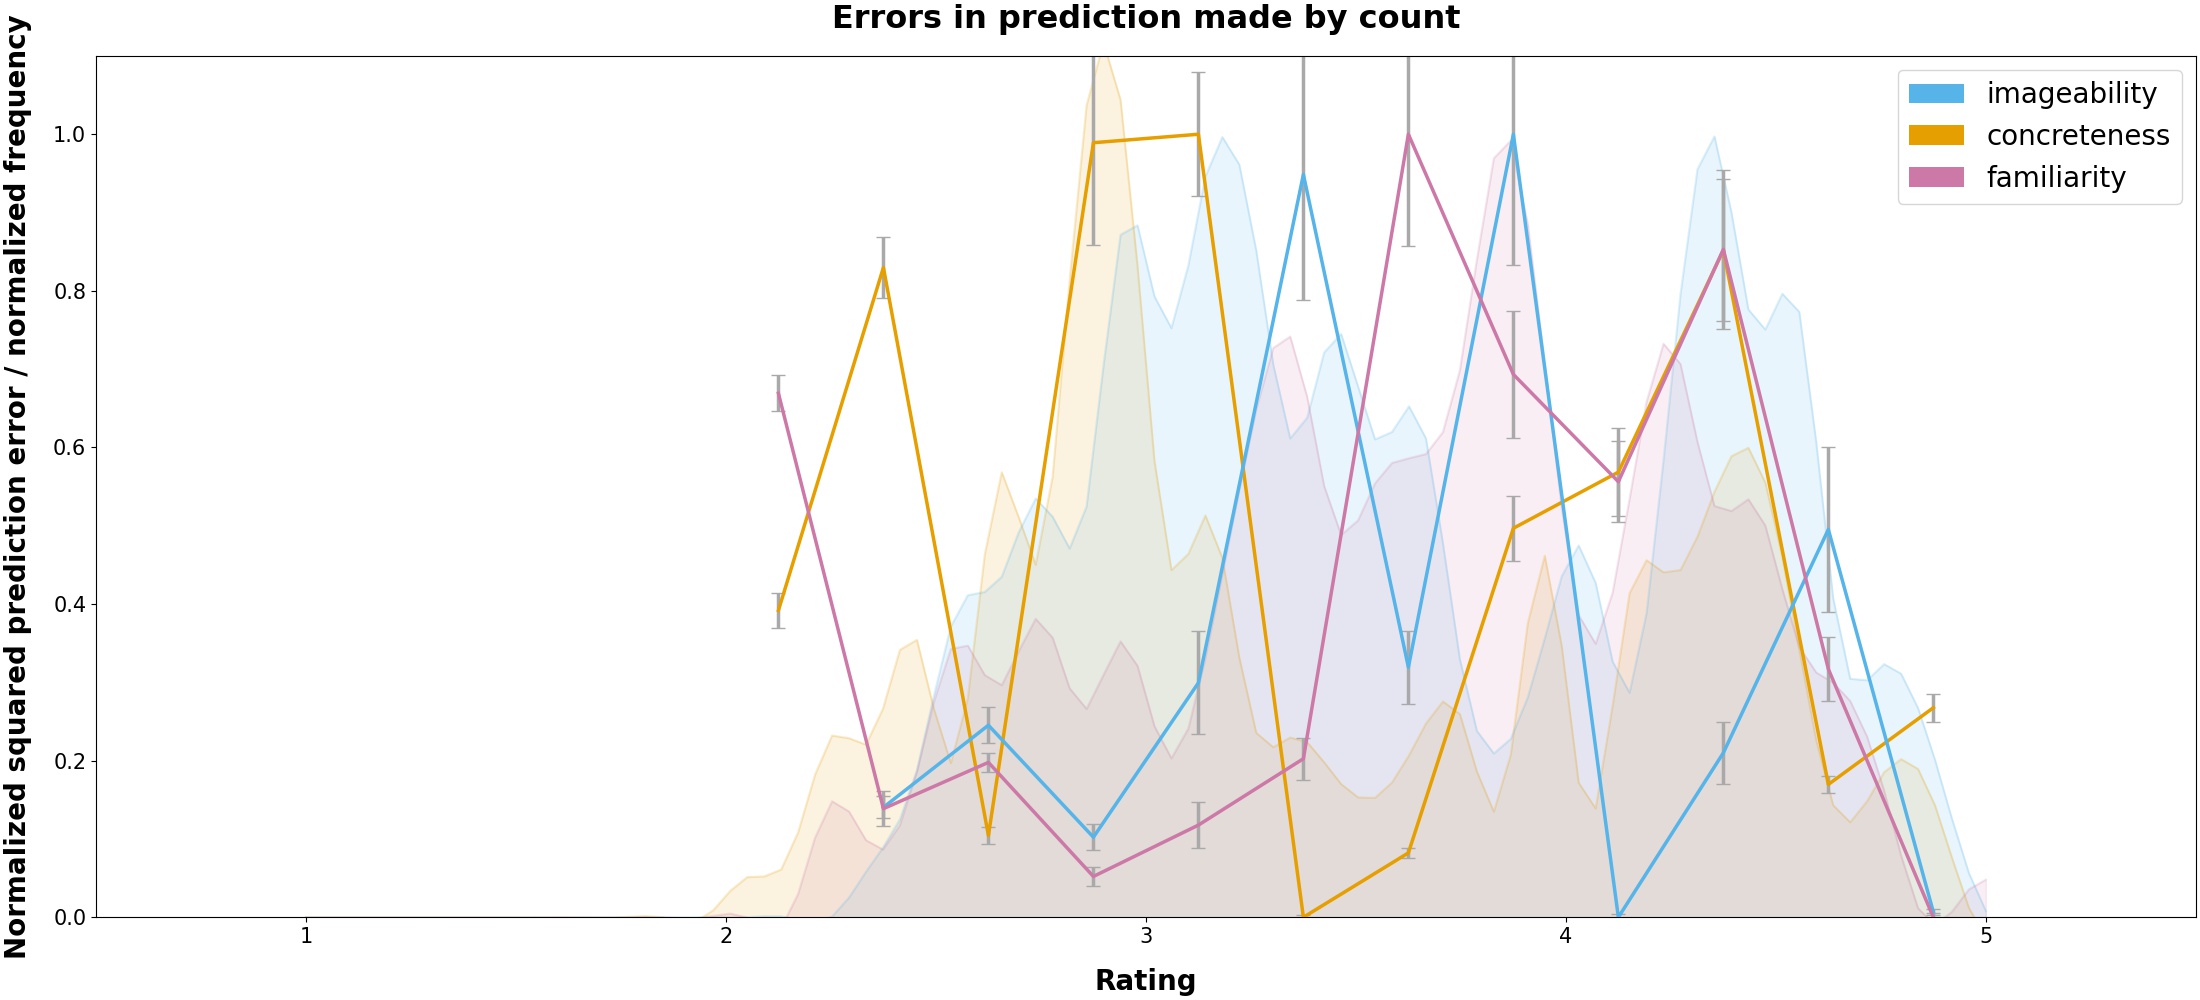 Errors in prediction made by count
Normalized squared prediction error / normalized frequency
1.0
0.8
0.6
0.4
0.2
0.0
imageability
concreteness
familiarity
1 2 3 4 5
Rating